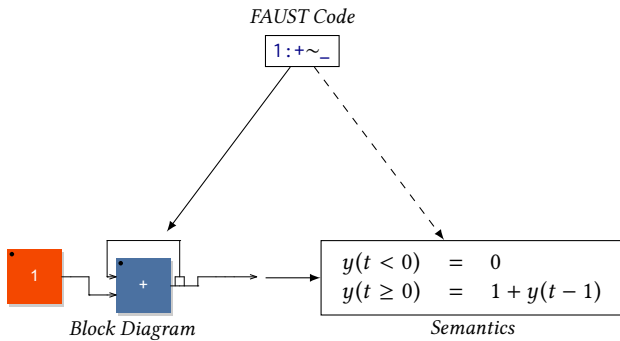 FAUST Code
1:+~_
1
+
y(t < 0) = 0
y(t ≥ 0) = 1 + y(t − 1)
Block Diagram
Semantics